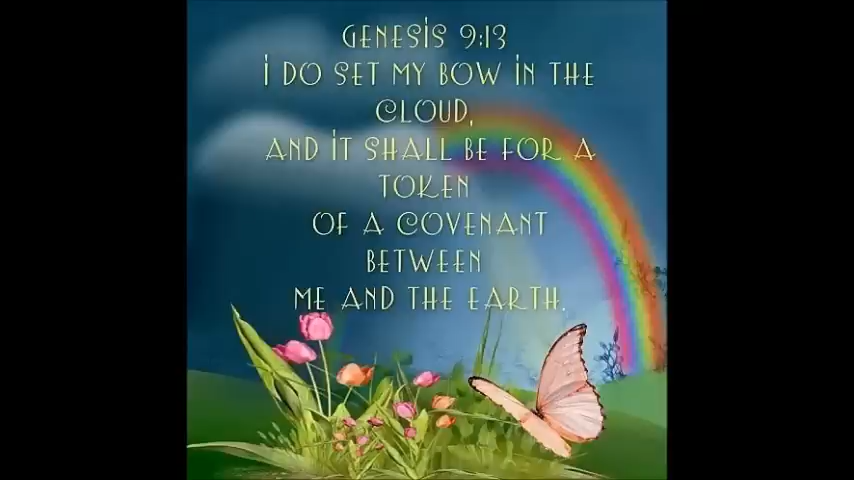 GENESIS 9:13
I DO SET MY BOW IN THE
CLOUD,
AND IT SHALL BE FOR A
TOKEN
OF A COVENANT
BETWEEN
ME AND THE EARTH.